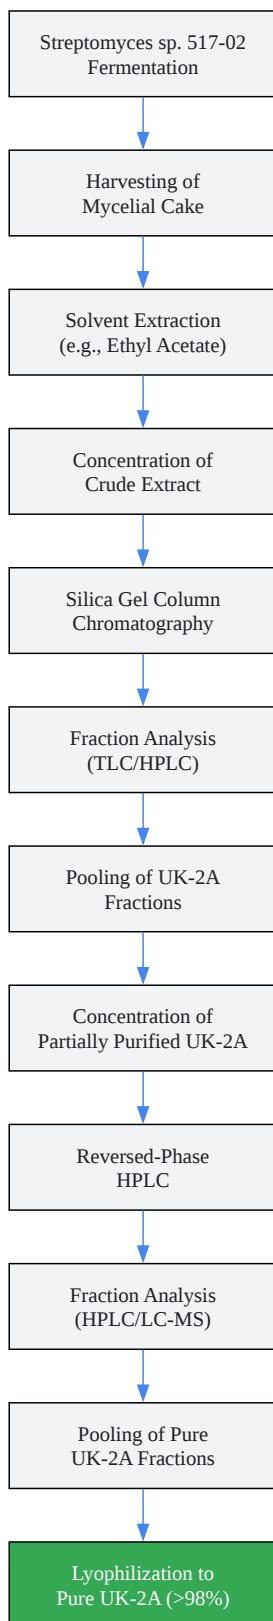 Streptomyces sp. 517-02
Fermentation
Harvesting of
Mycelial Cake
Solvent Extraction
(e.g., Ethyl Acetate)
Concentration of
Crude Extract
Silica Gel Column
Chromatography
Fraction Analysis
(TLC/HPLC)
Pooling of UK-2A
Fractions
Concentration of
Partially Purified UK-2A
Reversed-Phase
HPLC
Fraction Analysis
(HPLC/LC-MS)
Pooling of Pure
UK-2A Fractions
Lyophilization to
Pure UK-2A (>98%)